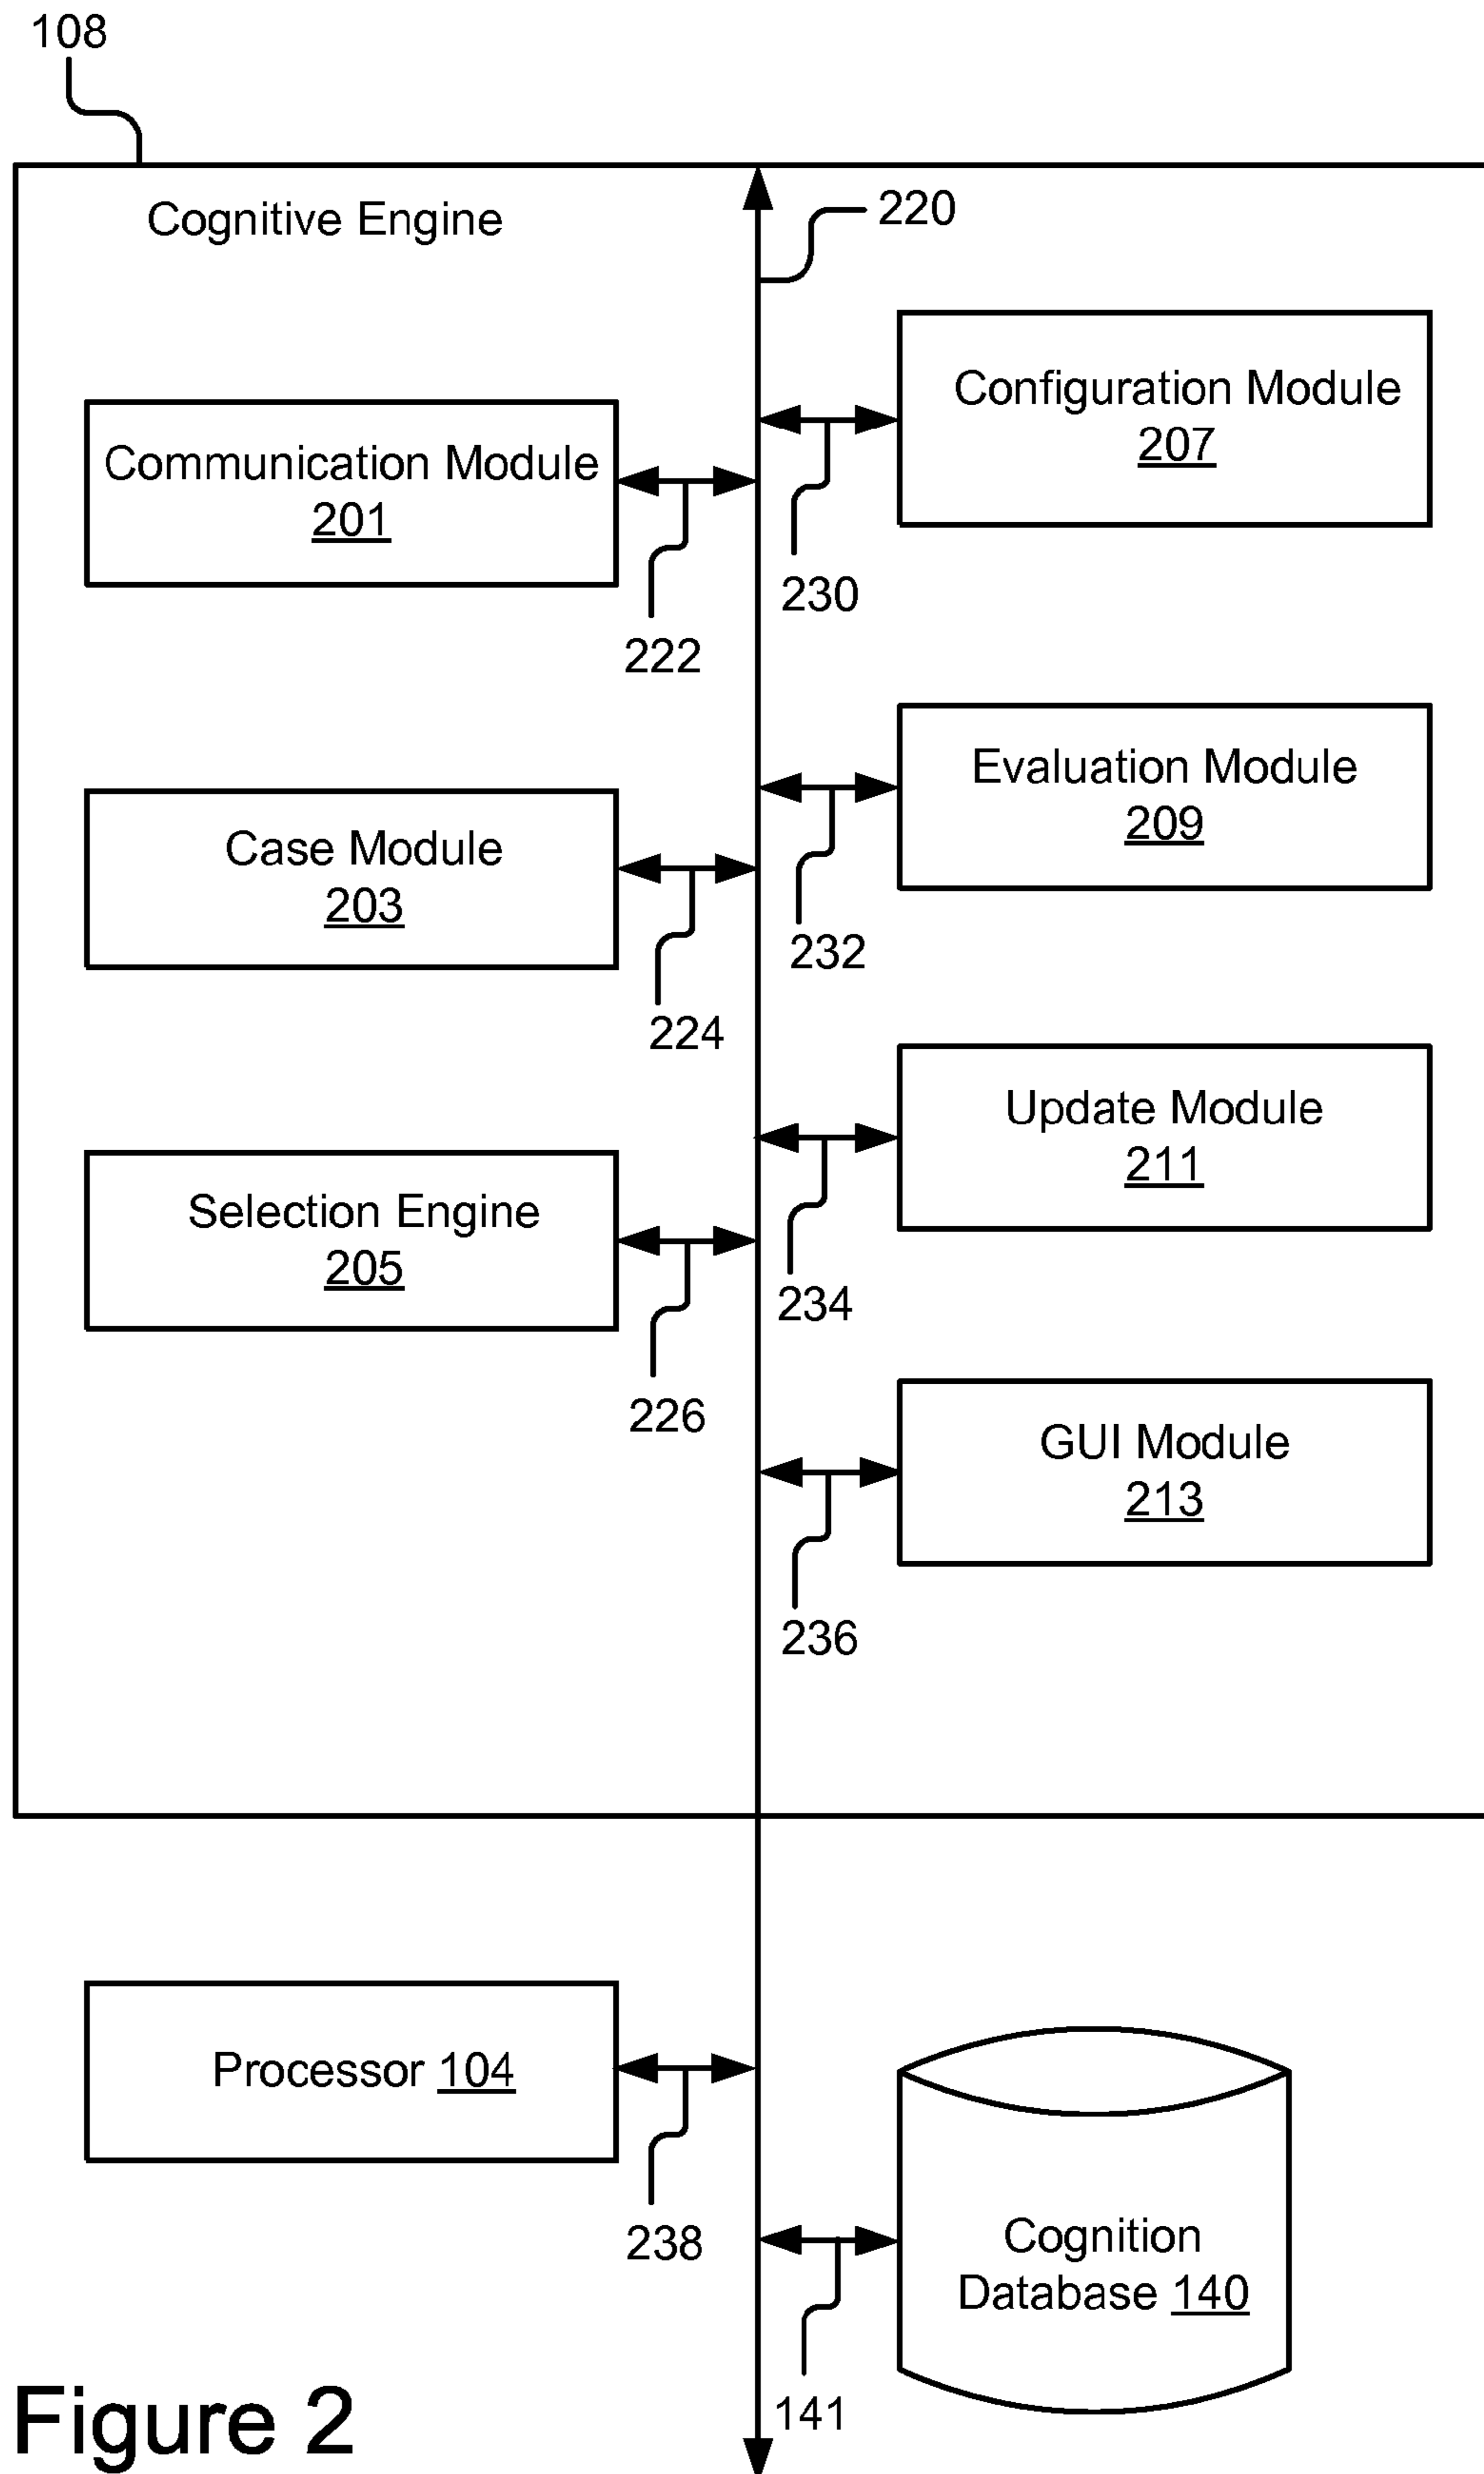 108
Cognitive Engine
220
Communication Module
201
222
Configuration Module
207
230
Case Module
203
224
Evaluation Module
209
232
Selection Engine
205
226
Update Module
211
234
GUI Module
213
236
Processor 104
238
Cognition
Database 140
141
Figure 2